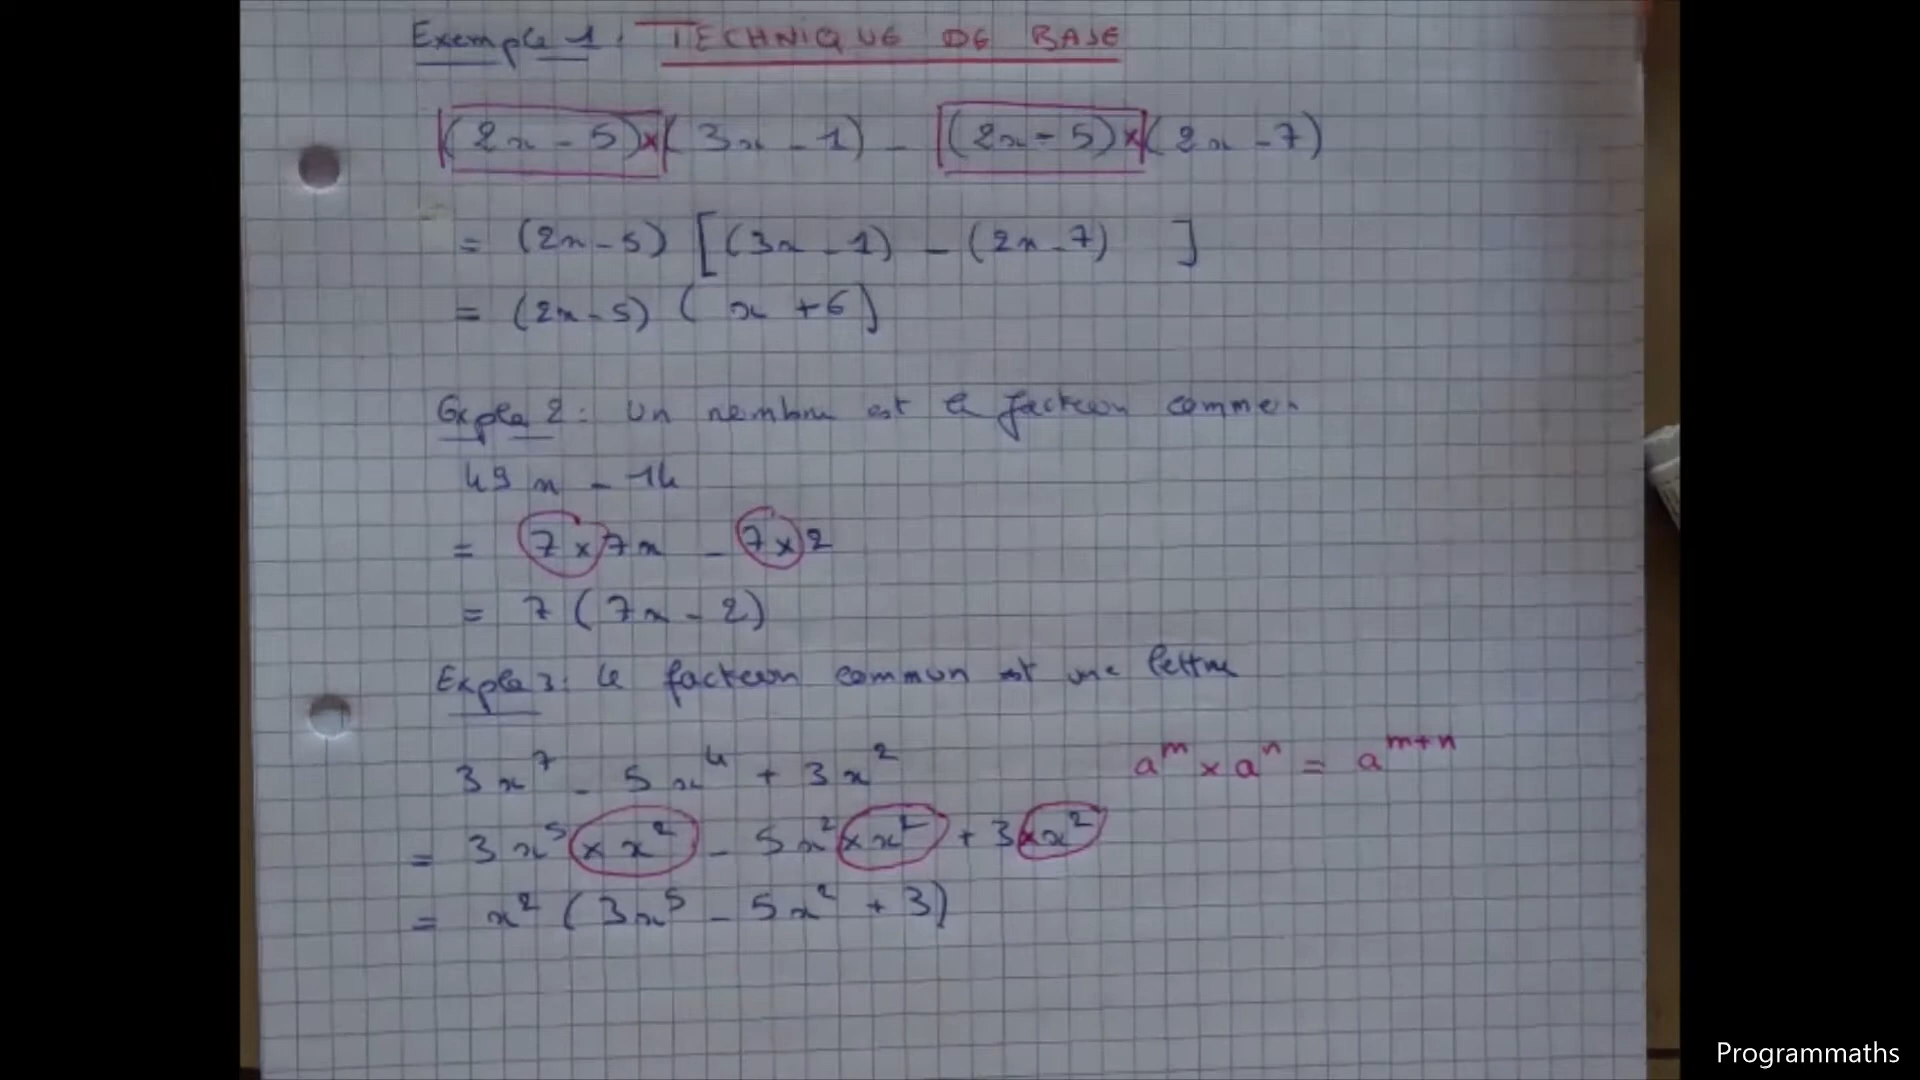 Exemple 1: TECHNIQUE DE BASE
(2x - 5)×(3x - 1) - (2x - 5)×(2x - 7)
= (2x - 5) [(3x - 1) - (2x - 7) ]
= (2x - 5) ( x + 6)
Exple 2: Un nombre est le facteur commun
49x - 14
= 7×7x - 7×2
= 7(7x - 2)
Exple 3: le facteur commun est une lettre
3x⁷ - 5x⁴ + 3x² aᵐ × aⁿ = aᵐ⁺ⁿ
= 3x⁵ × x² - 5x² × x² + 3×x²
= x² (3x⁵ - 5x² + 3)
Programmaths